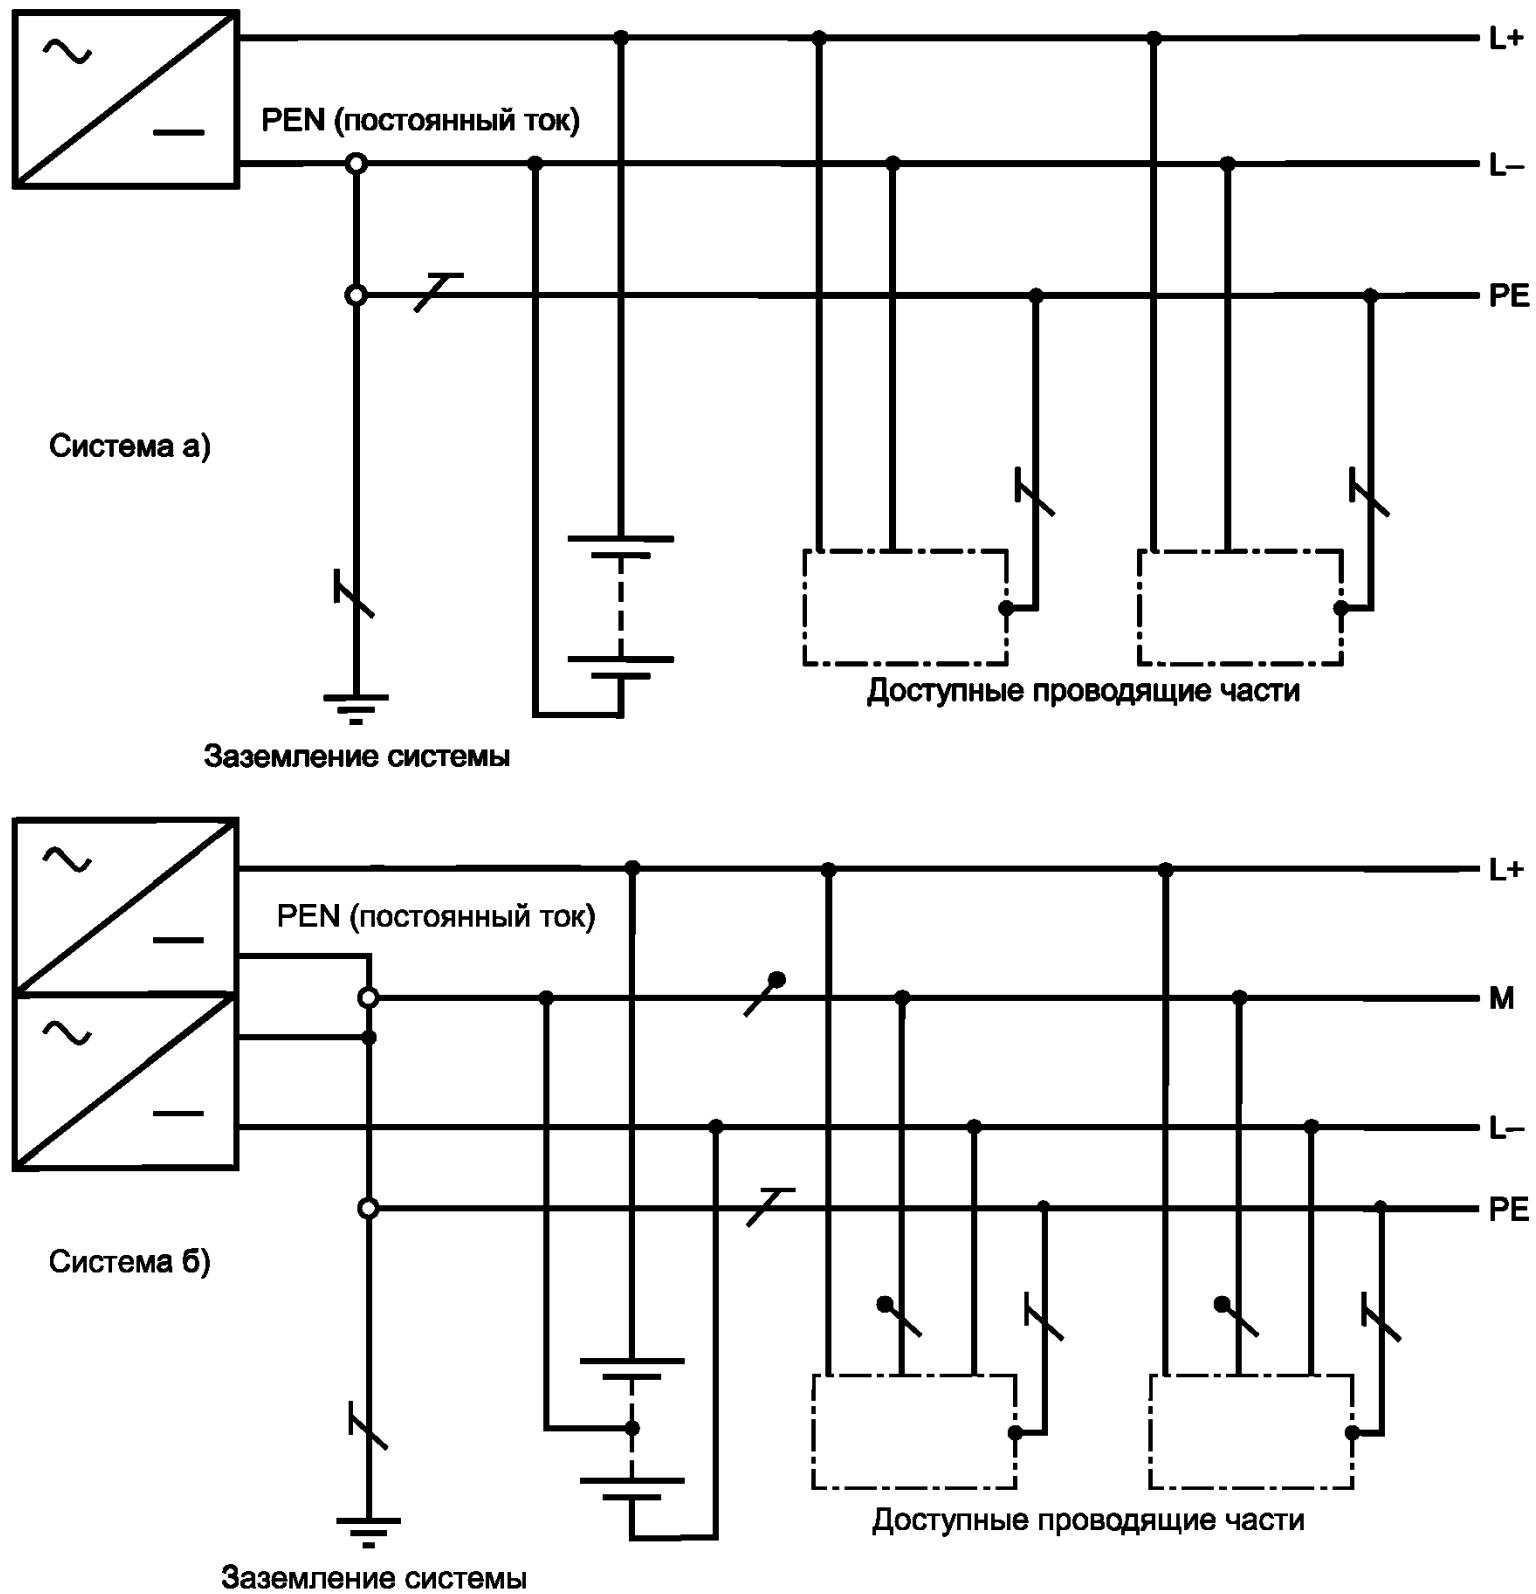 L+
PEN (постоянный ток)
L–
PE
Система а)
Доступные проводящие части
Заземление системы
L+
PEN (постоянный ток)
M
L–
PE
Система б)
Доступные проводящие части
Заземление системы